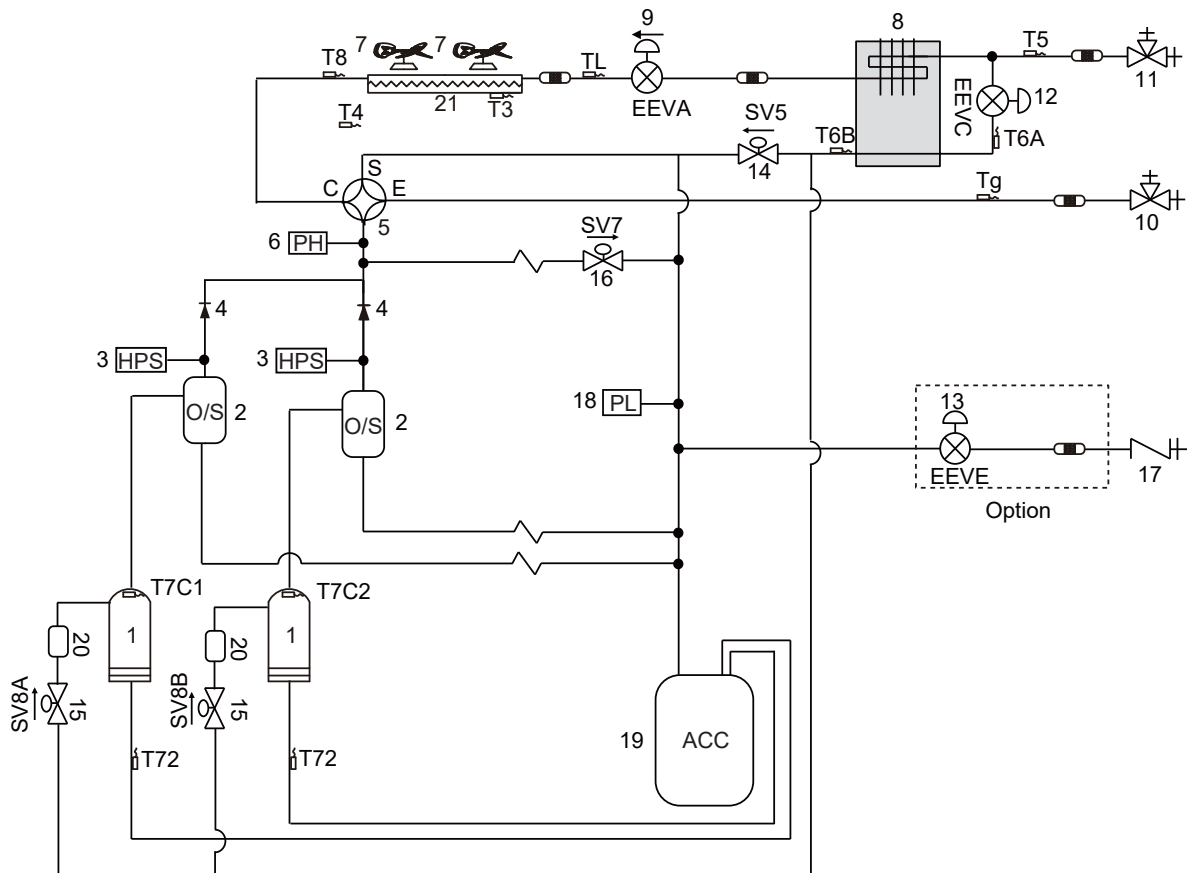 9
8
7
7
T8
TL
T5
11
21
T3
EEVA
EEVC
12
T4
SV5
T6B
T6A
14
S
C
E
5
Tg
10
6
PH
SV7
16
4
4
3
HPS
3
HPS
O/S
2
O/S
2
18
PL
13
EEVE
17
Option
T7C1
T7C2
20
1
20
1
SV8A
15
SV8B
15
T72
T72
19
ACC